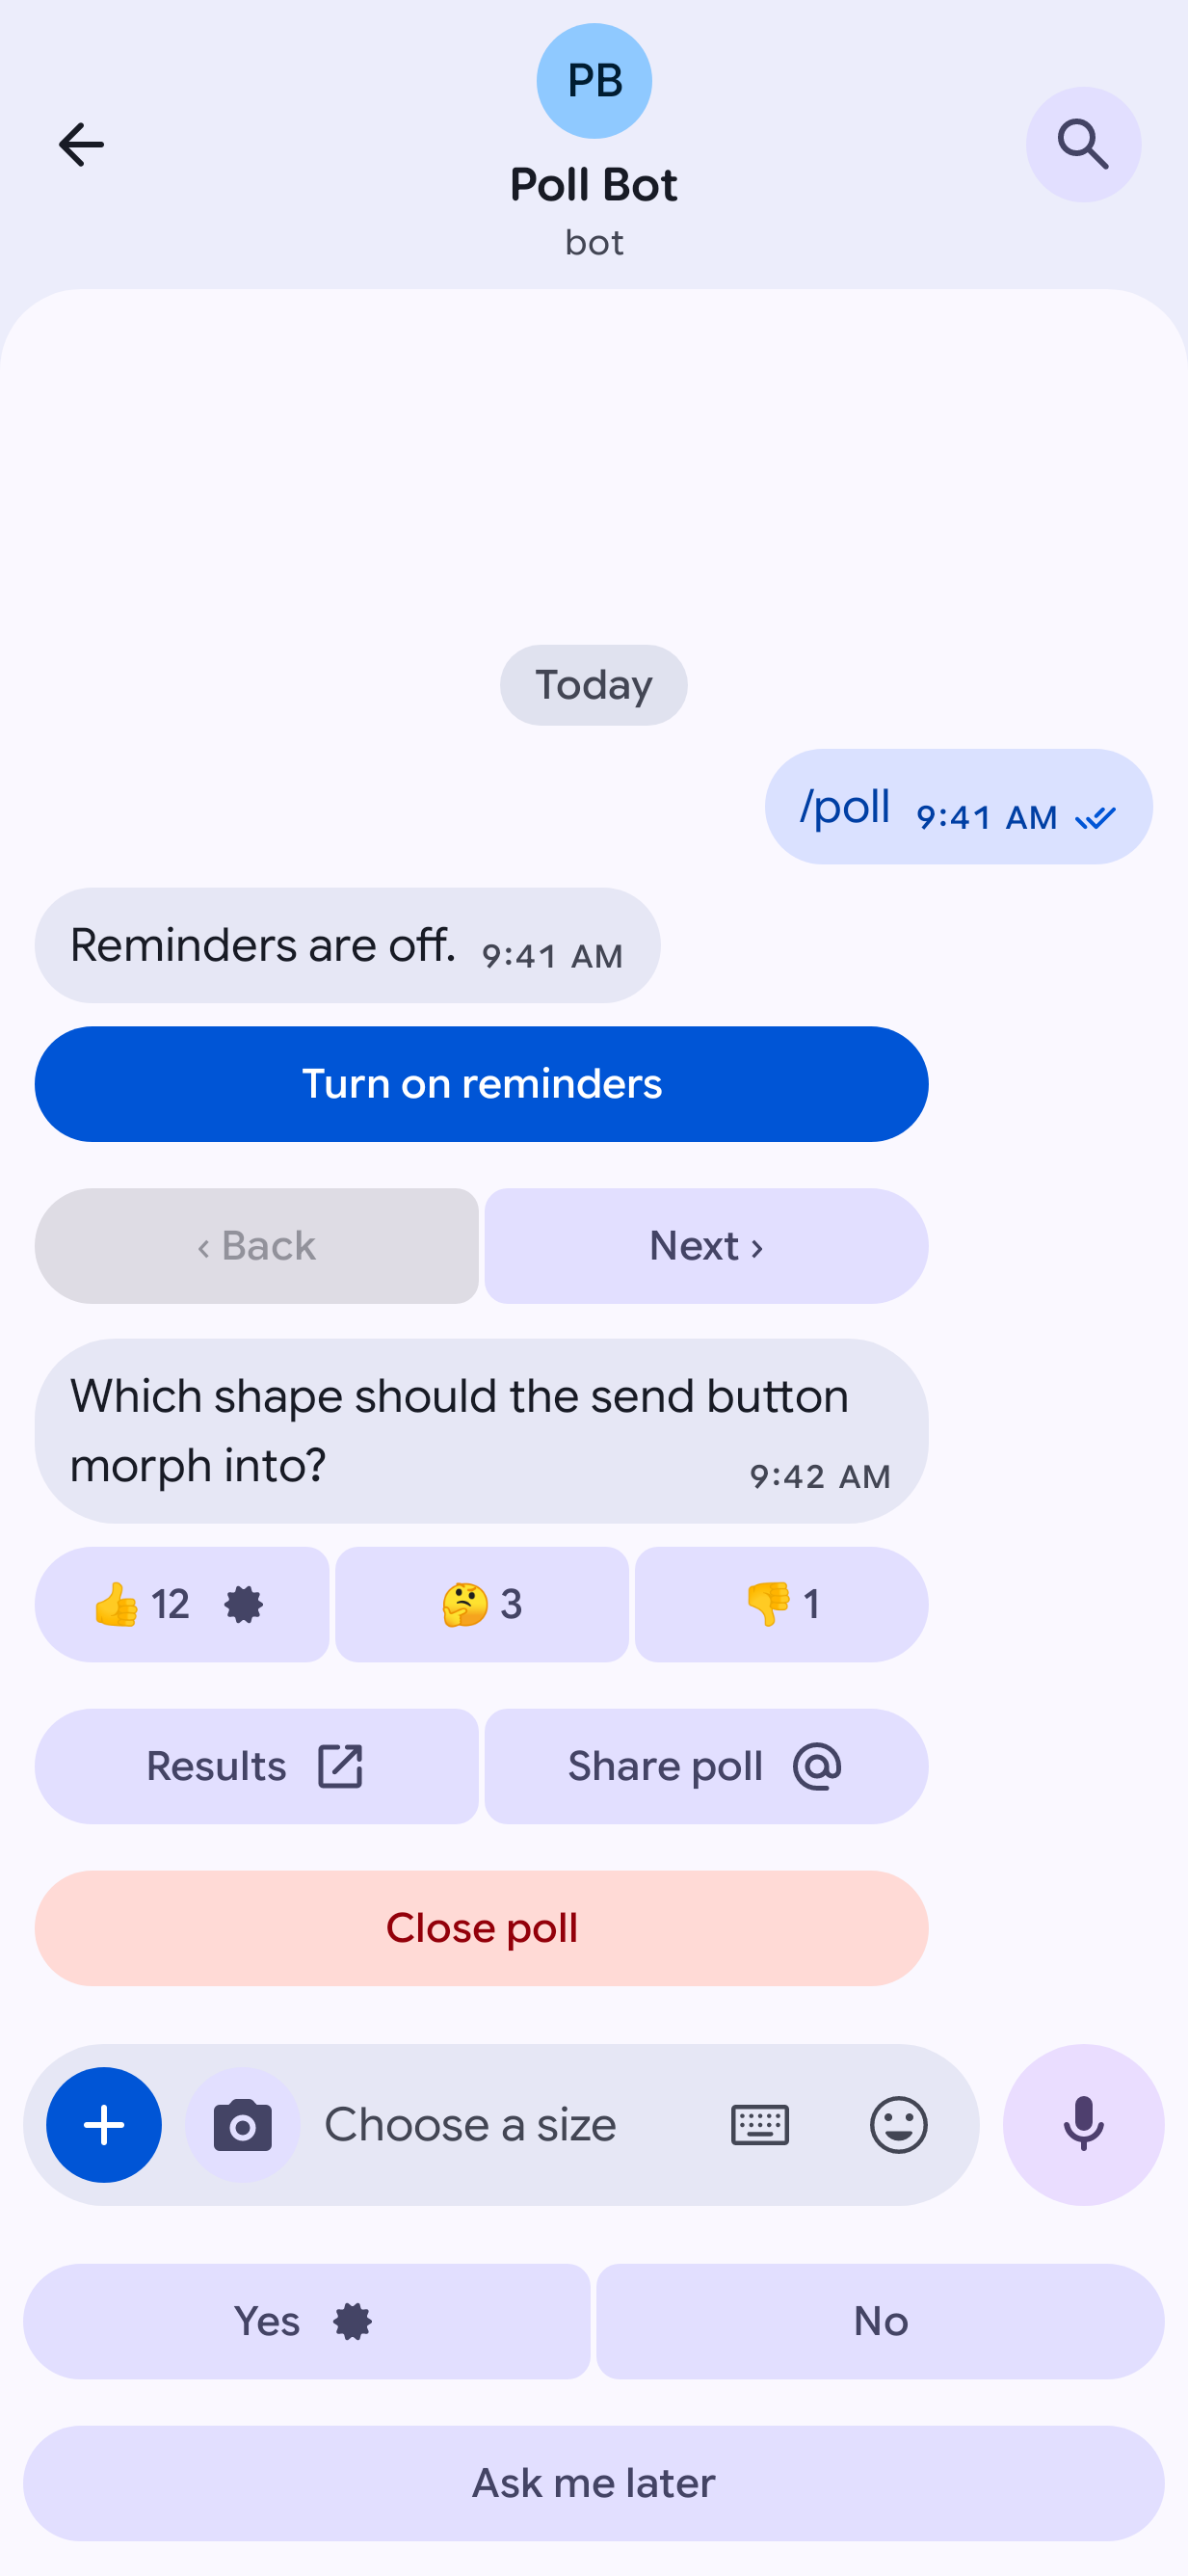 PB
Poll Bot
bot
Today
/poll 9:41 AM
Reminders are off. 9:41 AM
Turn on reminders
‹ Back
Next ›
Which shape should the send button
morph into? 9:42 AM
👍 12
🤔 3
👎 1
Results
Share poll
Close poll
Choose a size
Yes
No
Ask me later